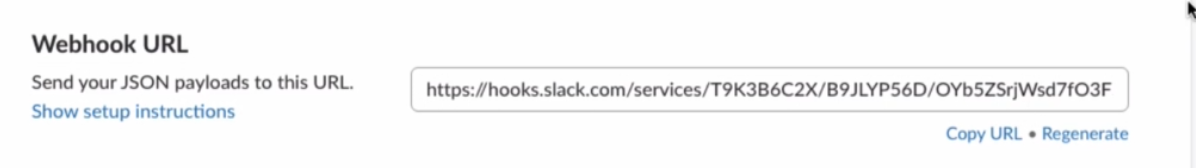 Webhook URL
Send your JSON payloads to this URL.
Show setup instructions
https://hooks.slack.com/services/T9K3B6C2X/B9JLYP56D/OYb5ZSrjWsd7fO3F
Copy URL • Regenerate